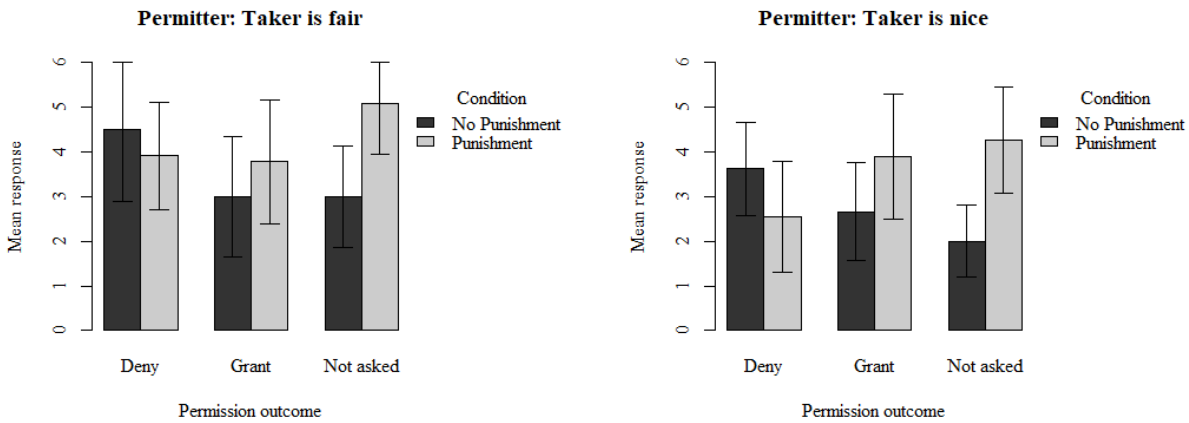 Permitter: Taker is fair
Mean response
6
5
4
3
2
1
0
Condition
No Punishment
Punishment
Deny Grant Not asked
Permission outcome
Permitter: Taker is nice
Mean response
6
5
4
3
2
1
0
Condition
No Punishment
Punishment
Deny Grant Not asked
Permission outcome